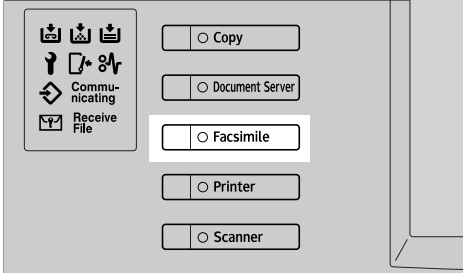 Copy
Document Server
Commu-
nicating
Receive
File
Facsimile
Printer
Scanner